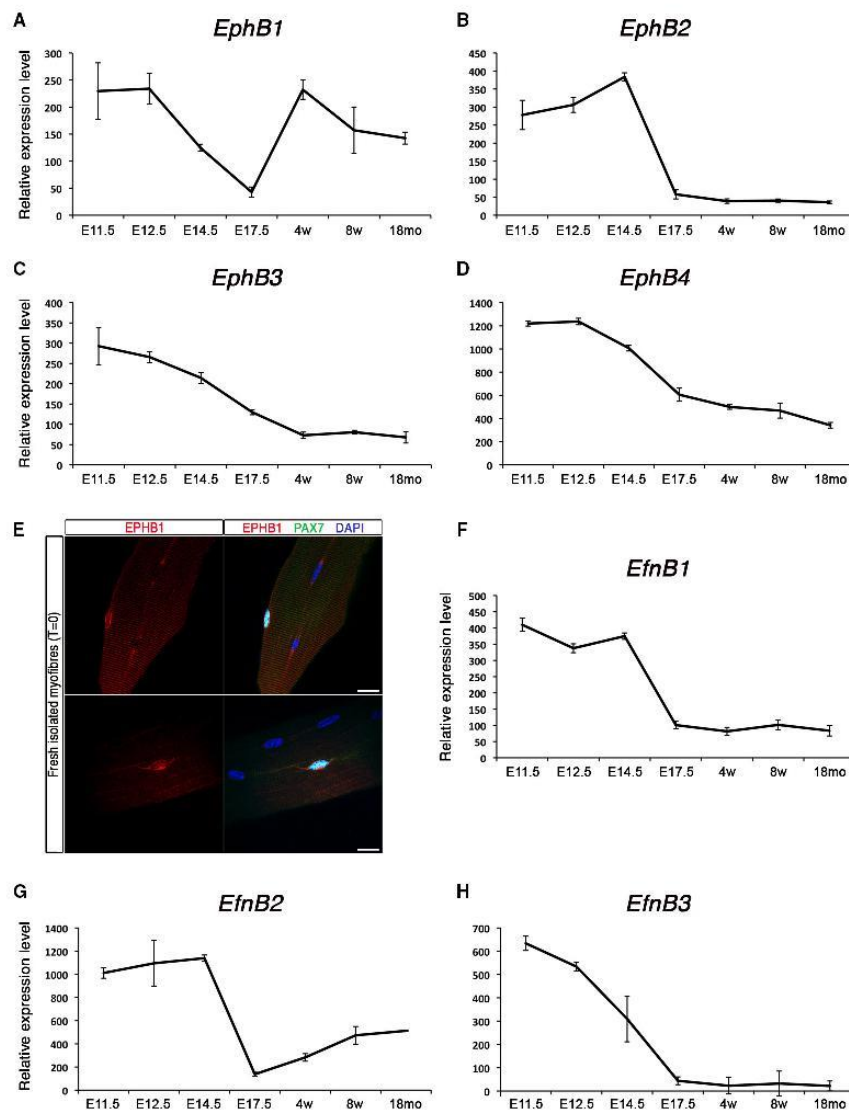 A
EphB1
Relative expression level
300
250
200
150
100
50
0
E11.5 E12.5 E14.5 E17.5 4w 8w 18mo
B
EphB2
450
400
350
300
250
200
150
100
50
0
E11.5 E12.5 E14.5 E17.5 4w 8w 18mo
C
EphB3
Relative expression level
400
350
300
250
200
150
100
50
0
E11.5 E12.5 E14.5 E17.5 4w 8w 18mo
D
EphB4
1400
1200
1000
800
600
400
200
0
E11.5 E12.5 E14.5 E17.5 4w 8w 18mo
E
EPHB1
EPHB1 PAX7 DAPI
Fresh isolated myofibres (T=0)
F
EfnB1
Relative expression level
500
450
400
350
300
250
200
150
100
50
0
E11.5 E12.5 E14.5 E17.5 4w 8w 18mo
G
EfnB2
Relative expression level
1400
1200
1000
800
600
400
200
0
E11.5 E12.5 E14.5 E17.5 4w 8w 18mo
H
EfnB3
700
600
500
400
300
200
100
0
E11.5 E12.5 E14.5 E17.5 4w 8w 18mo